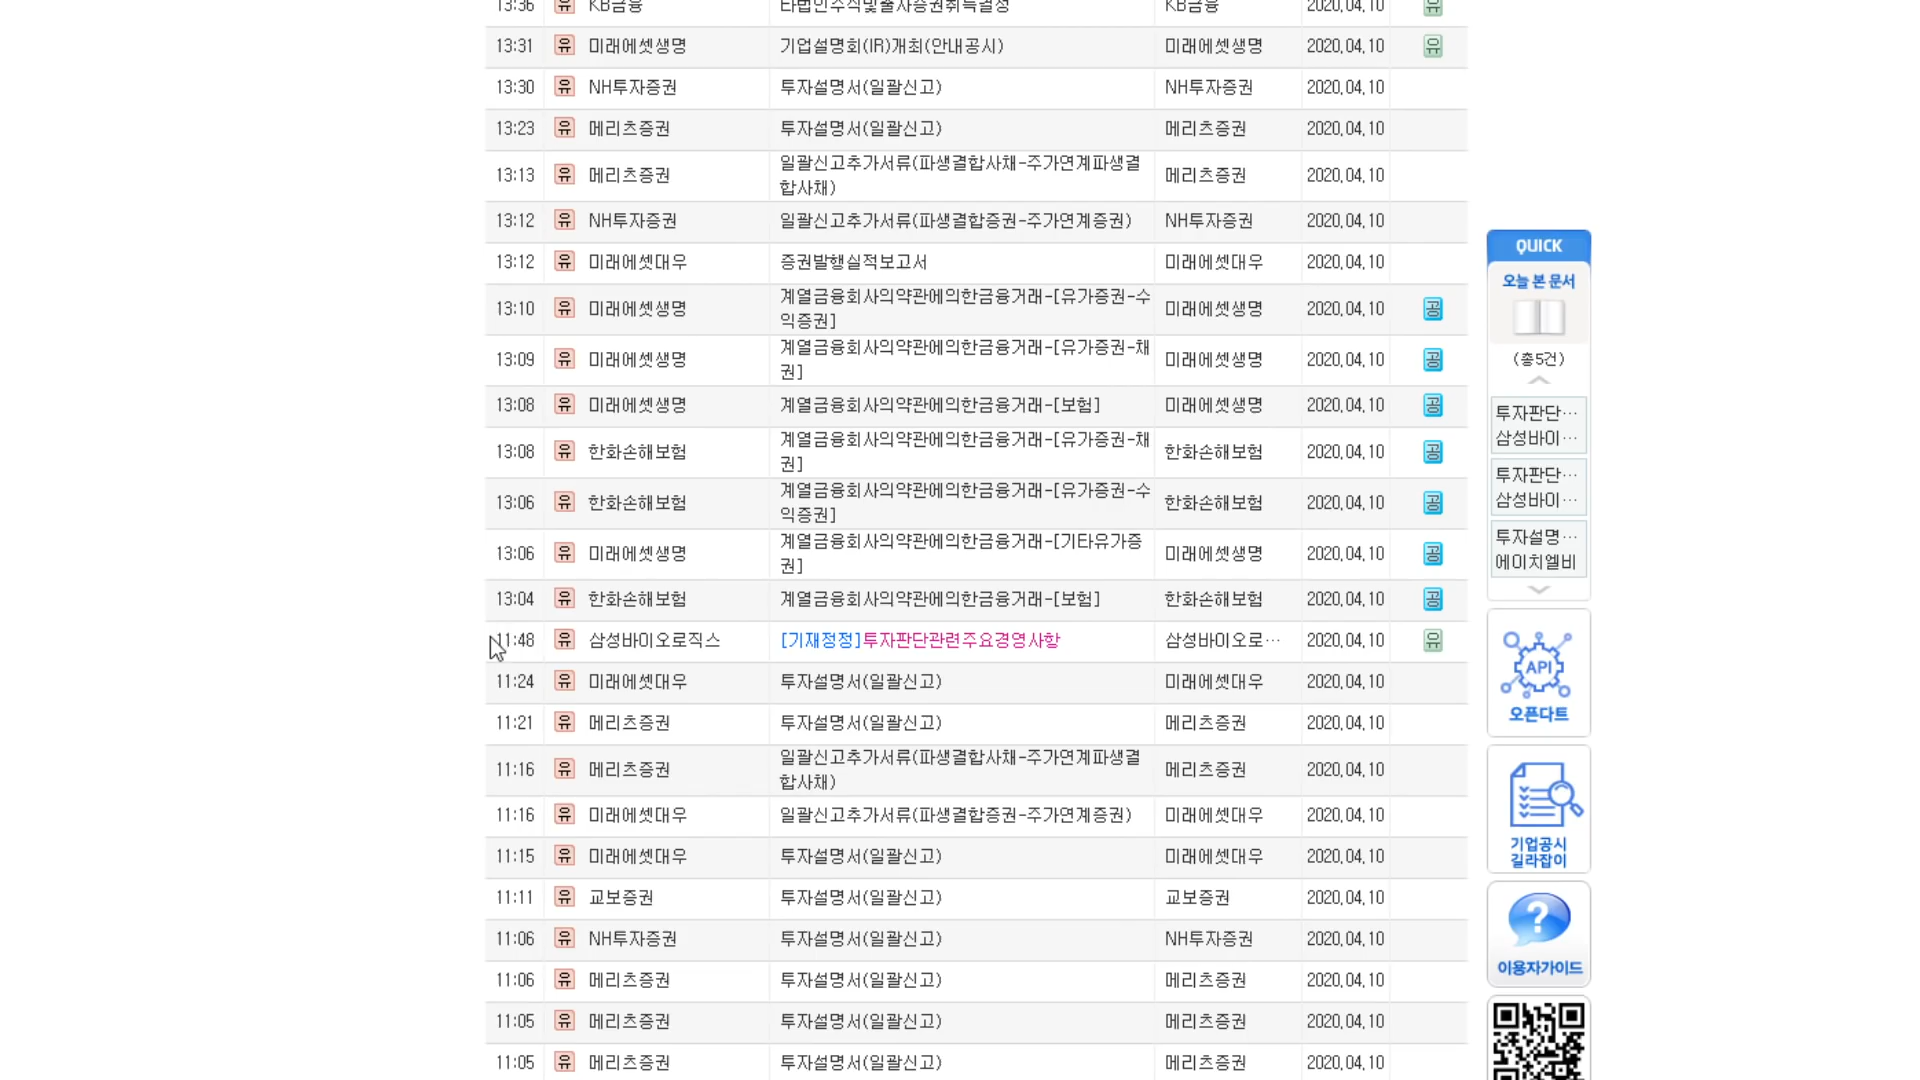 13:36 유 KB금융 타법인주식및출자증권취득결정 KB금융 2020.04.10 유
13:31 유 미래에셋생명 기업설명회(IR)개최(안내공시) 미래에셋생명 2020.04.10 유
13:30 유 NH투자증권 투자설명서(일괄신고) NH투자증권 2020.04.10
13:23 유 메리츠증권 투자설명서(일괄신고) 메리츠증권 2020.04.10
13:13 유 메리츠증권 일괄신고추가서류(파생결합사채-주가연계파생결 메리츠증권 2020.04.10
합사채)
13:12 유 NH투자증권 일괄신고추가서류(파생결합증권-주가연계증권) NH투자증권 2020.04.10
13:12 유 미래에셋대우 증권발행실적보고서 미래에셋대우 2020.04.10
13:10 유 미래에셋생명 계열금융회사의약관에의한금융거래-[유가증권-수 미래에셋생명 2020.04.10 공
익증권]
13:09 유 미래에셋생명 계열금융회사의약관에의한금융거래-[유가증권-채 미래에셋생명 2020.04.10 공
권]
13:08 유 미래에셋생명 계열금융회사의약관에의한금융거래-[보험] 미래에셋생명 2020.04.10 공
13:08 유 한화손해보험 계열금융회사의약관에의한금융거래-[유가증권-채 한화손해보험 2020.04.10 공
권]
13:06 유 한화손해보험 계열금융회사의약관에의한금융거래-[유가증권-수 한화손해보험 2020.04.10 공
익증권]
13:06 유 미래에셋생명 계열금융회사의약관에의한금융거래-[기타유가증 미래에셋생명 2020.04.10 공
권]
13:04 유 한화손해보험 계열금융회사의약관에의한금융거래-[보험] 한화손해보험 2020.04.10 공
11:48 유 삼성바이오로직스 [기재정정]투자판단관련주요경영사항 삼성바이오로… 2020.04.10 유
11:24 유 미래에셋대우 투자설명서(일괄신고) 미래에셋대우 2020.04.10
11:21 유 메리츠증권 투자설명서(일괄신고) 메리츠증권 2020.04.10
11:16 유 메리츠증권 일괄신고추가서류(파생결합사채-주가연계파생결 메리츠증권 2020.04.10
합사채)
11:16 유 미래에셋대우 일괄신고추가서류(파생결합증권-주가연계증권) 미래에셋대우 2020.04.10
11:15 유 미래에셋대우 투자설명서(일괄신고) 미래에셋대우 2020.04.10
11:11 유 교보증권 투자설명서(일괄신고) 교보증권 2020.04.10
11:06 유 NH투자증권 투자설명서(일괄신고) NH투자증권 2020.04.10
11:06 유 메리츠증권 투자설명서(일괄신고) 메리츠증권 2020.04.10
11:05 유 메리츠증권 투자설명서(일괄신고) 메리츠증권 2020.04.10
11:05 유 메리츠증권 투자설명서(일괄신고) 메리츠증권 2020.04.10
QUICK
오늘 본 문서
(총5건)
투자판단…
삼성바이…
투자판단…
삼성바이…
투자설명…
에이치엘비
API
오픈다트
기업공시
길라잡이
?
이용자가이드